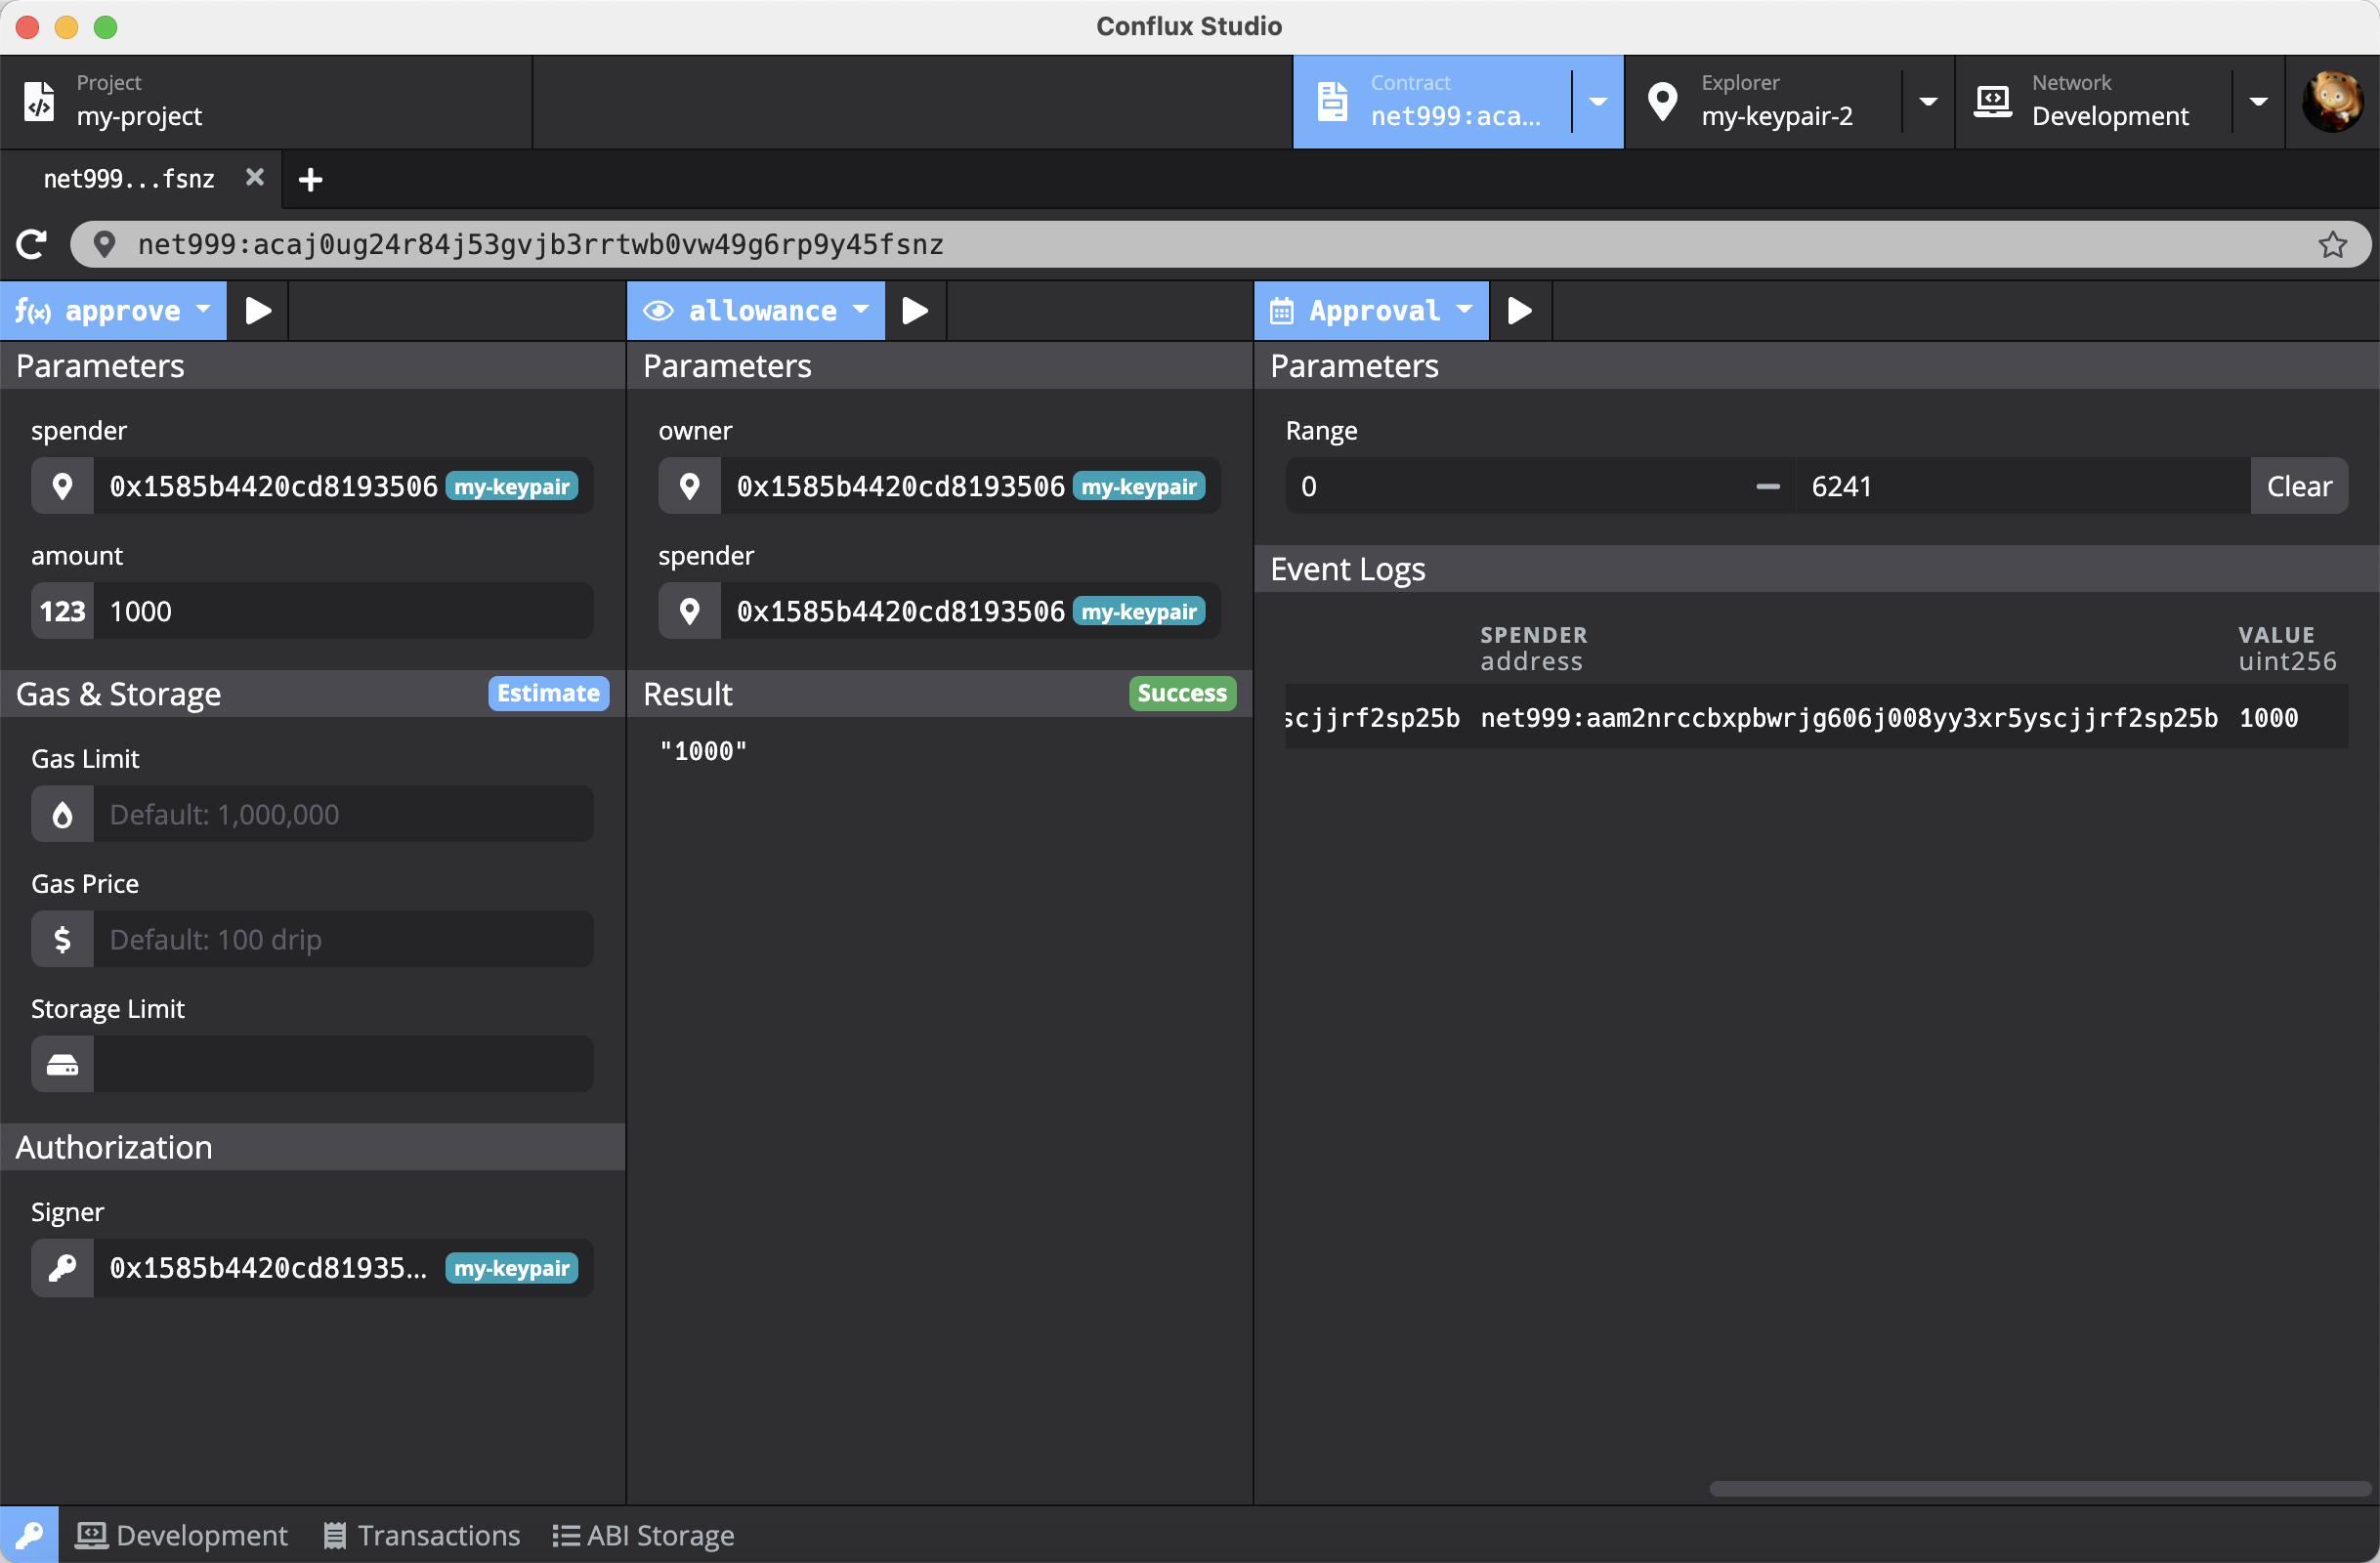 Conflux Studio
Project
my-project
Contract
net999:aca...
Explorer
my-keypair-2
Network
Development
net999...fsnz
net999:acaj0ug24r84j53gvjb3rrtwb0vw49g6rp9y45fsnz
f(x) approve
allowance
Approval
Parameters
spender
0x1585b4420cd8193506 my-keypair
amount
123 1000
Gas & Storage Estimate
Gas Limit
Default: 1,000,000
Gas Price
Default: 100 drip
Storage Limit
Authorization
Signer
0x1585b4420cd81935... my-keypair
Parameters
owner
0x1585b4420cd8193506 my-keypair
spender
0x1585b4420cd8193506 my-keypair
Result Success
"1000"
Parameters
Range
0 – 6241 Clear
Event Logs
SPENDER VALUE
address uint256
scjjrf2sp25b net999:aam2nrccbxpbwrjg606j008yy3xr5yscjjrf2sp25b 1000
Development Transactions ABI Storage